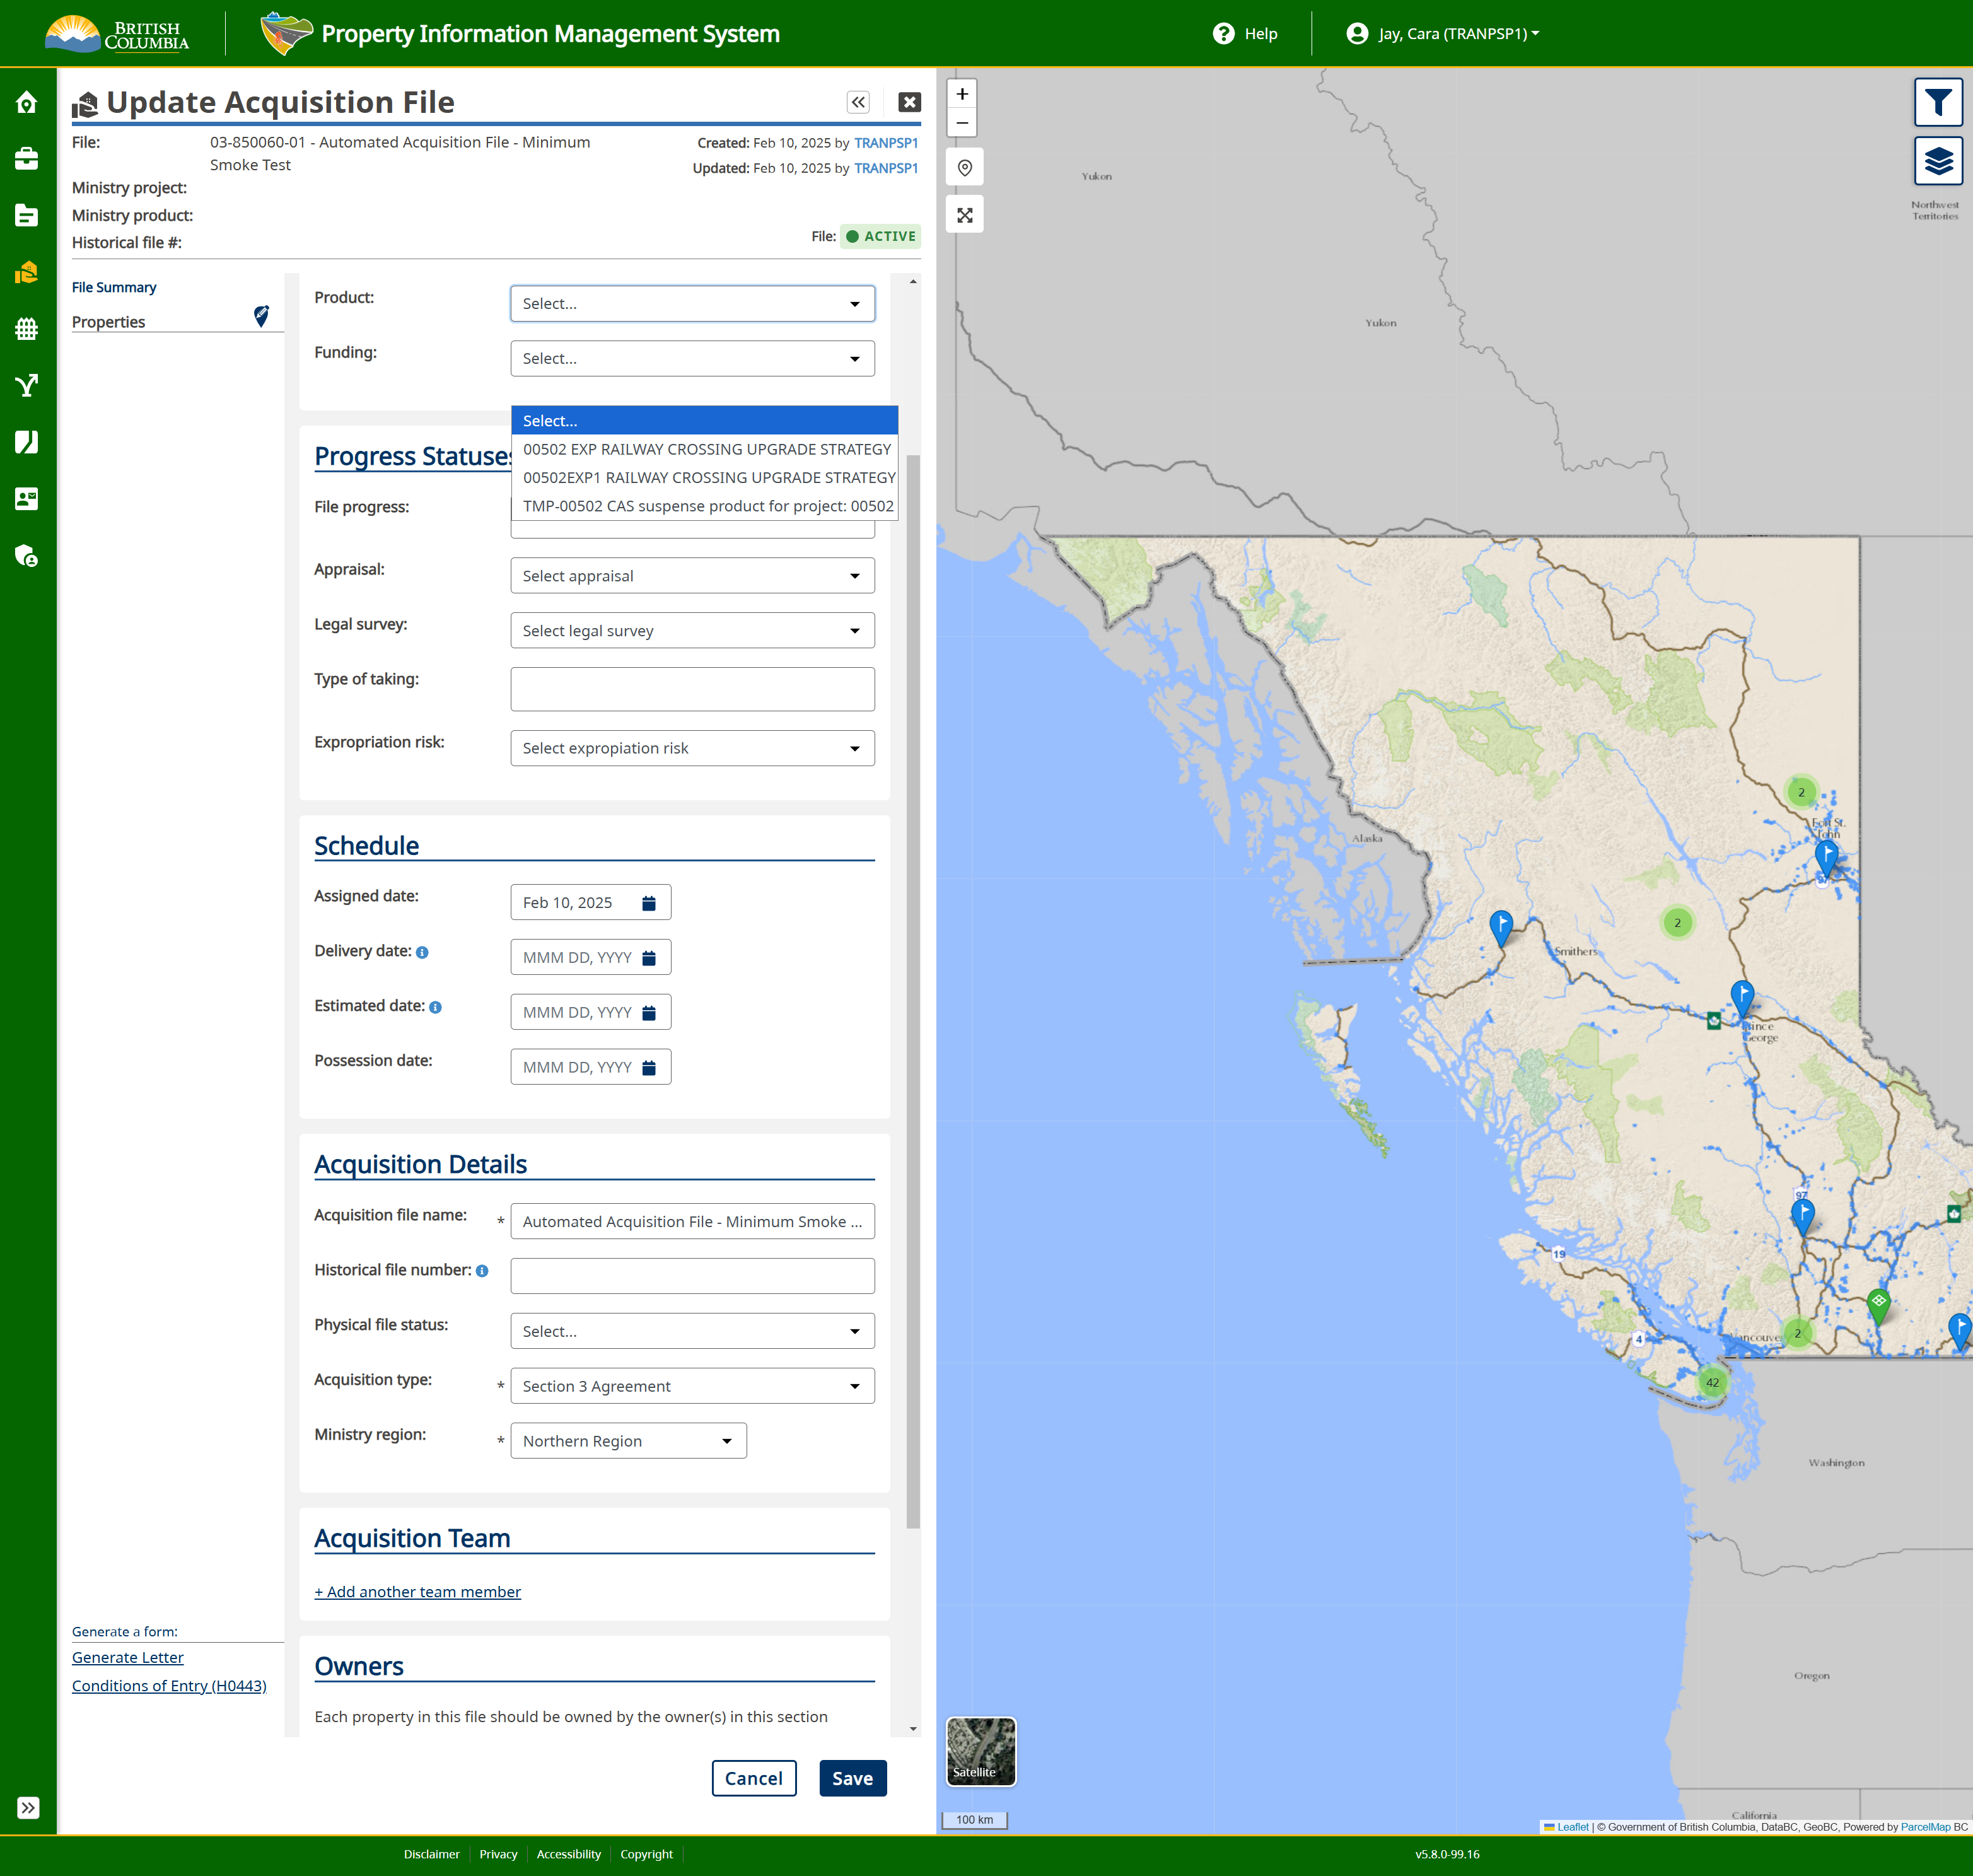 BRITISH
COLUMBIA
Property Information Management System
Help
Jay, Cara (TRANPSP1)
Update Acquisition File
File:
03-850060-01 - Automated Acquisition File - Minimum
Smoke Test
Created: Feb 10, 2025 by TRANPSP1
Updated: Feb 10, 2025 by TRANPSP1
Ministry project:
Ministry product:
Historical file #:
File: ACTIVE
File Summary
Properties
Product:
Select...
Funding:
Select...
Select...
00502 EXP RAILWAY CROSSING UPGRADE STRATEGY
00502EXP1 RAILWAY CROSSING UPGRADE STRATEGY
TMP-00502 CAS suspense product for project: 00502
Progress Statuses
File progress:
Appraisal:
Select appraisal
Legal survey:
Select legal survey
Type of taking:
Expropriation risk:
Select expropiation risk
Schedule
Assigned date:
Feb 10, 2025
Delivery date:
MMM DD, YYYY
Estimated date:
MMM DD, YYYY
Possession date:
MMM DD, YYYY
Acquisition Details
Acquisition file name:
* Automated Acquisition File - Minimum Smoke ...
Historical file number:
Physical file status:
Select...
Acquisition type:
* Section 3 Agreement
Ministry region:
* Northern Region
Acquisition Team
+ Add another team member
Owners
Each property in this file should be owned by the owner(s) in this section
Generate a form:
Generate Letter
Conditions of Entry (H0443)
Cancel
Save
+
−
Yukon
Northwest
Territories
Yukon
2
Fort St.
John
97
Alaska
2
Smithers
Prince
George
97
19
4
Vancouver
2
42
Washington
Oregon
California
Satellite
100 km
Leaflet | © Government of British Columbia, DataBC, GeoBC, Powered by ParcelMap BC
Disclaimer
Privacy
Accessibility
Copyright
v5.8.0-99.16